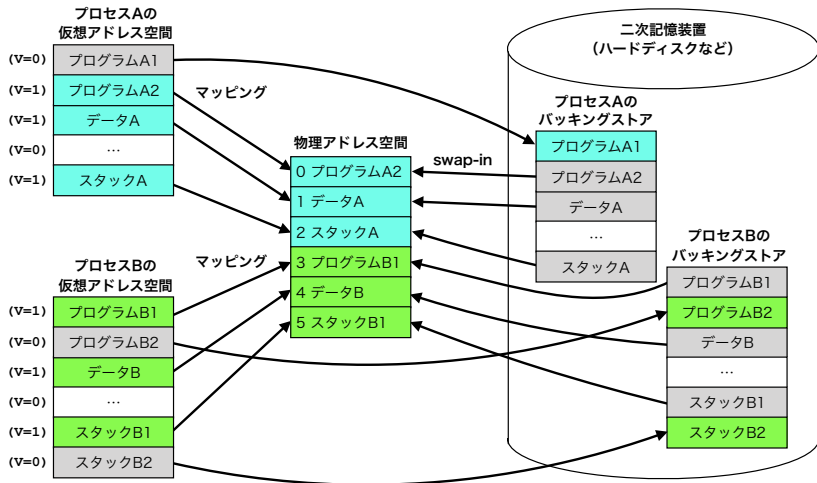 プロセスAの
仮想アドレス空間
(V=0) プログラムA1
(V=1) プログラムA2
(V=1) データA
(V=0) …
(V=1) スタックA
マッピング
プロセスBの
仮想アドレス空間
(V=1) プログラムB1
(V=0) プログラムB2
(V=1) データB
(V=0) …
(V=1) スタックB1
(V=0) スタックB2
マッピング
物理アドレス空間
0 プログラムA2
1 データA
2 スタックA
3 プログラムB1
4 データB
5 スタックB1
swap-in
二次記憶装置
(ハードディスクなど)
プロセスAの
バッキングストア
プログラムA1
プログラムA2
データA
…
スタックA
プロセスBの
バッキングストア
プログラムB1
プログラムB2
データB
…
スタックB1
スタックB2